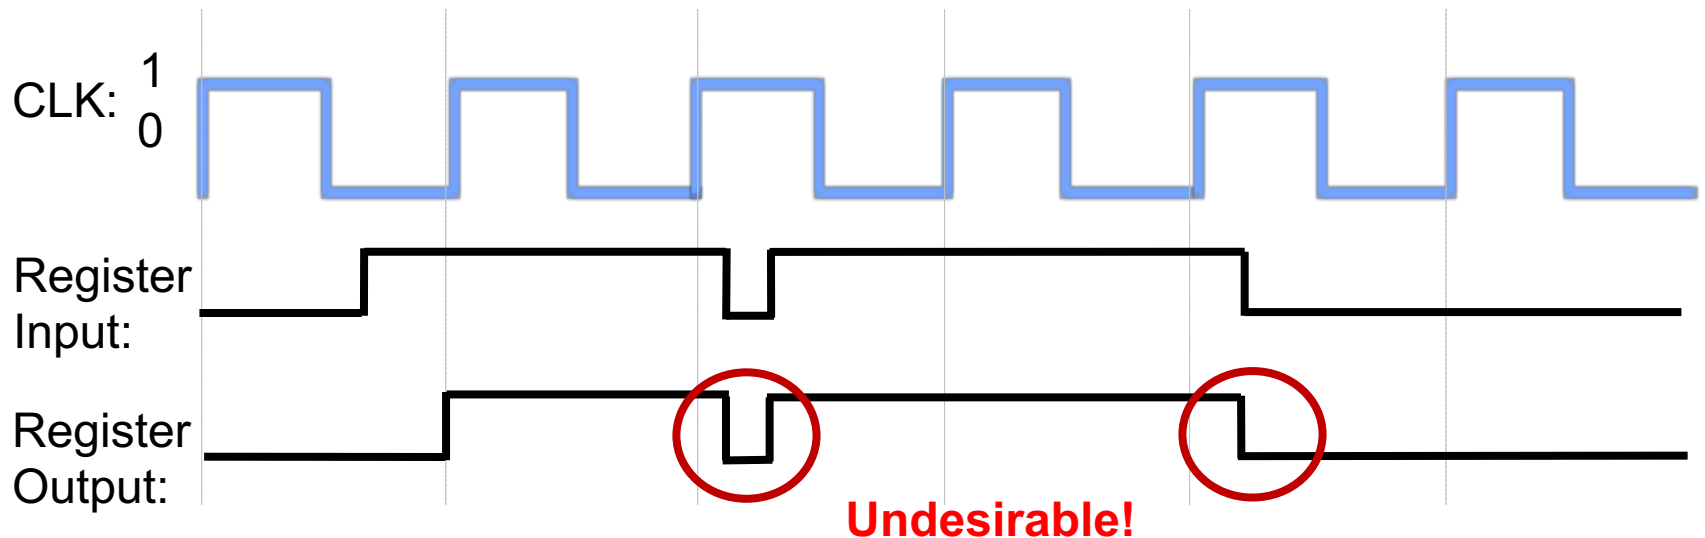 CLK:
1
0
Register
Input:
Register
Output:
Undesirable!